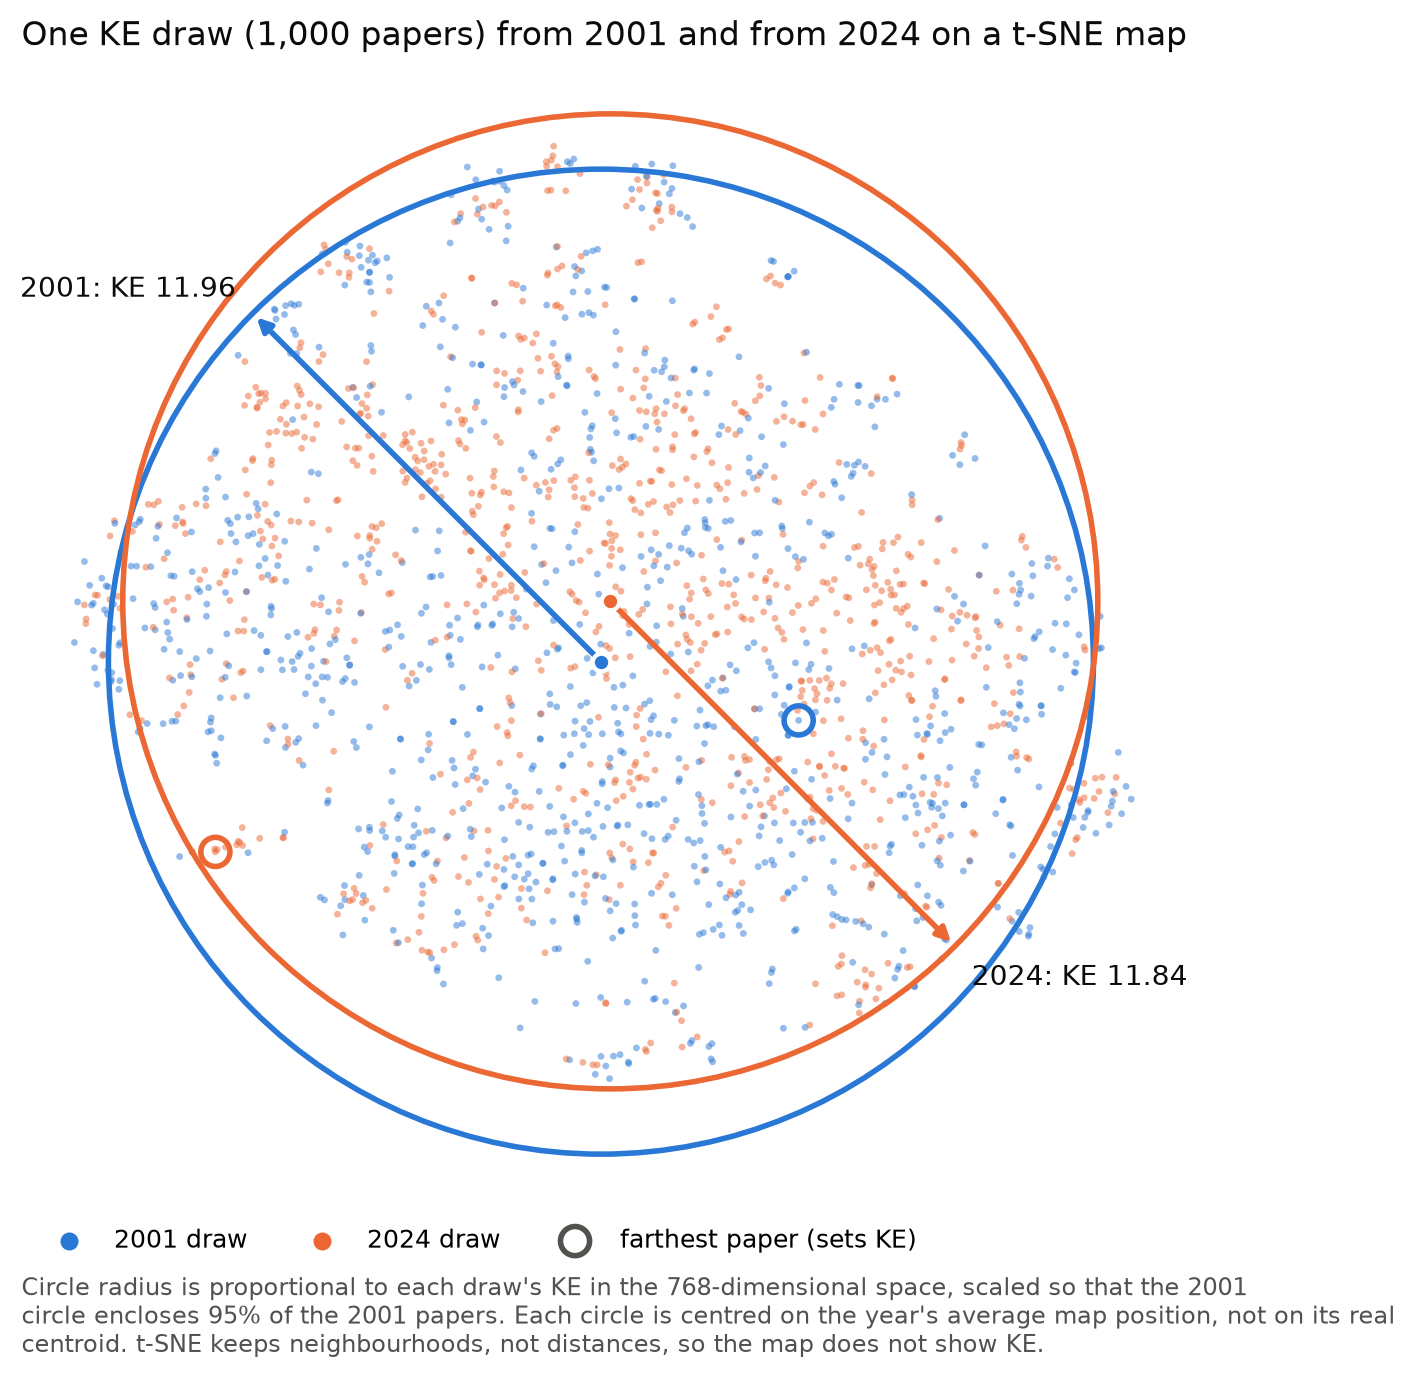 One KE draw (1,000 papers) from 2001 and from 2024 on a t-SNE map
2001: KE 11.96
2024: KE 11.84
2001 draw
2024 draw
farthest paper (sets KE)
Circle radius is proportional to each draw's KE in the 768-dimensional space, scaled so that the 2001
circle encloses 95% of the 2001 papers. Each circle is centred on the year's average map position, not on its real
centroid. t-SNE keeps neighbourhoods, not distances, so the map does not show KE.